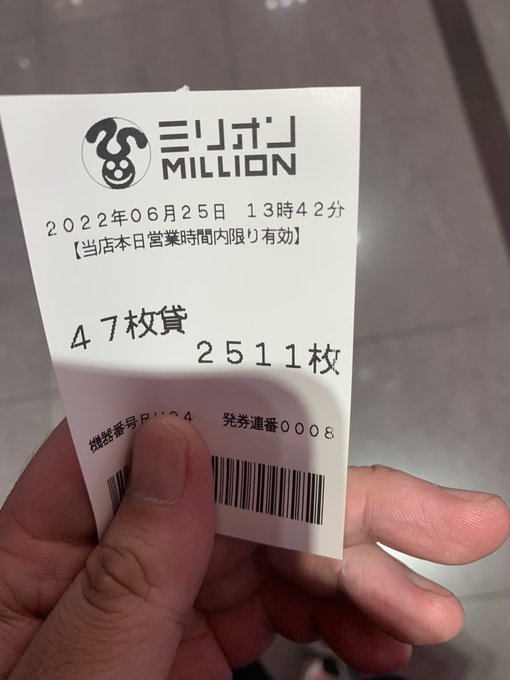 ミリオン
MILLION
2022年06月25日 13時42分
【当店本日営業時間内限り有効】
47枚貸
2511枚
機器番号 04 発券連番0008